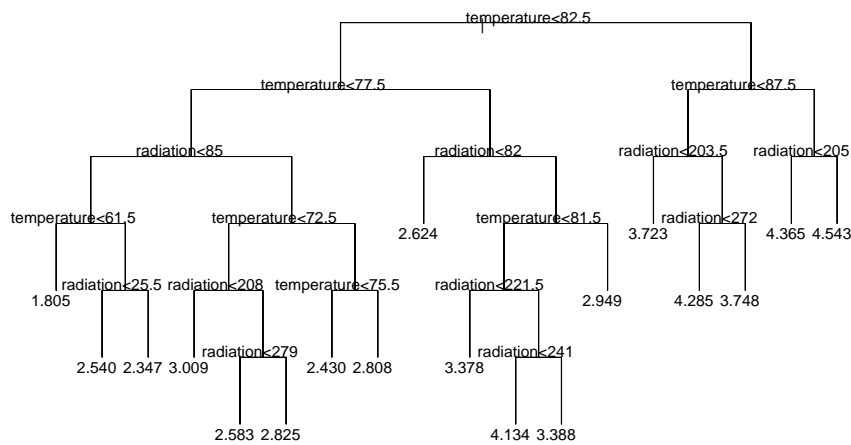 temperature<82.5
temperature<77.5 temperature<87.5
radiation<85 radiation<82 radiation<203.5 radiation<205
temperature<61.5 temperature<72.5 2.624 temperature<81.5 3.723 radiation<272 4.365 4.543
1.805 radiation<25.5 radiation<208 temperature<75.5 radiation<221.5 2.949 4.285 3.748
2.540 2.347 3.009 radiation<279 2.430 2.808 3.378 radiation<241
2.583 2.825 4.134 3.388